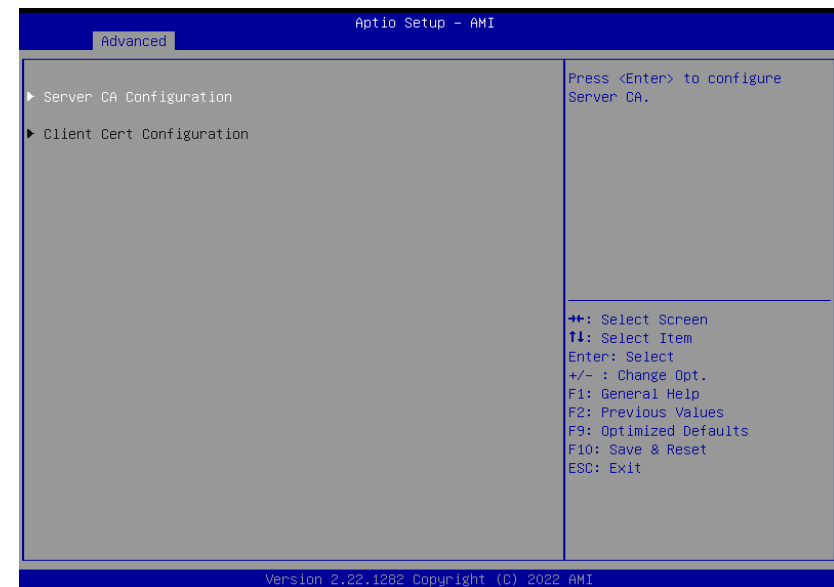 Aptio Setup – AMI
Advanced
▶ Server CA Configuration
▶ Client Cert Configuration
Press <Enter> to configure
Server CA.
→←: Select Screen
↑↓: Select Item
Enter: Select
+/- : Change Opt.
F1: General Help
F2: Previous Values
F9: Optimized Defaults
F10: Save & Reset
ESC: Exit
Version 2.22.1282 Copyright (C) 2022 AMI